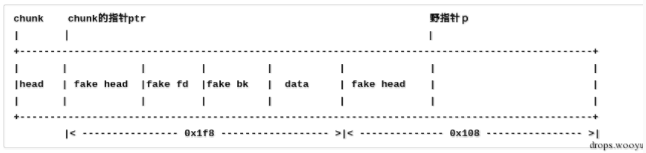 chunk chunk的指针ptr 野指针p
| | |
+-----------------------------------------------------------------------------------+
| | | | | | | |
|head | fake head |fake fd |fake bk | data | fake head | |
| | | | | | | |
+-----------------------------------------------------------------------------------+
|< --------------- 0x1f8 ------------------- >|< ------------- 0x108 ---------------- >|
drops.wooyu